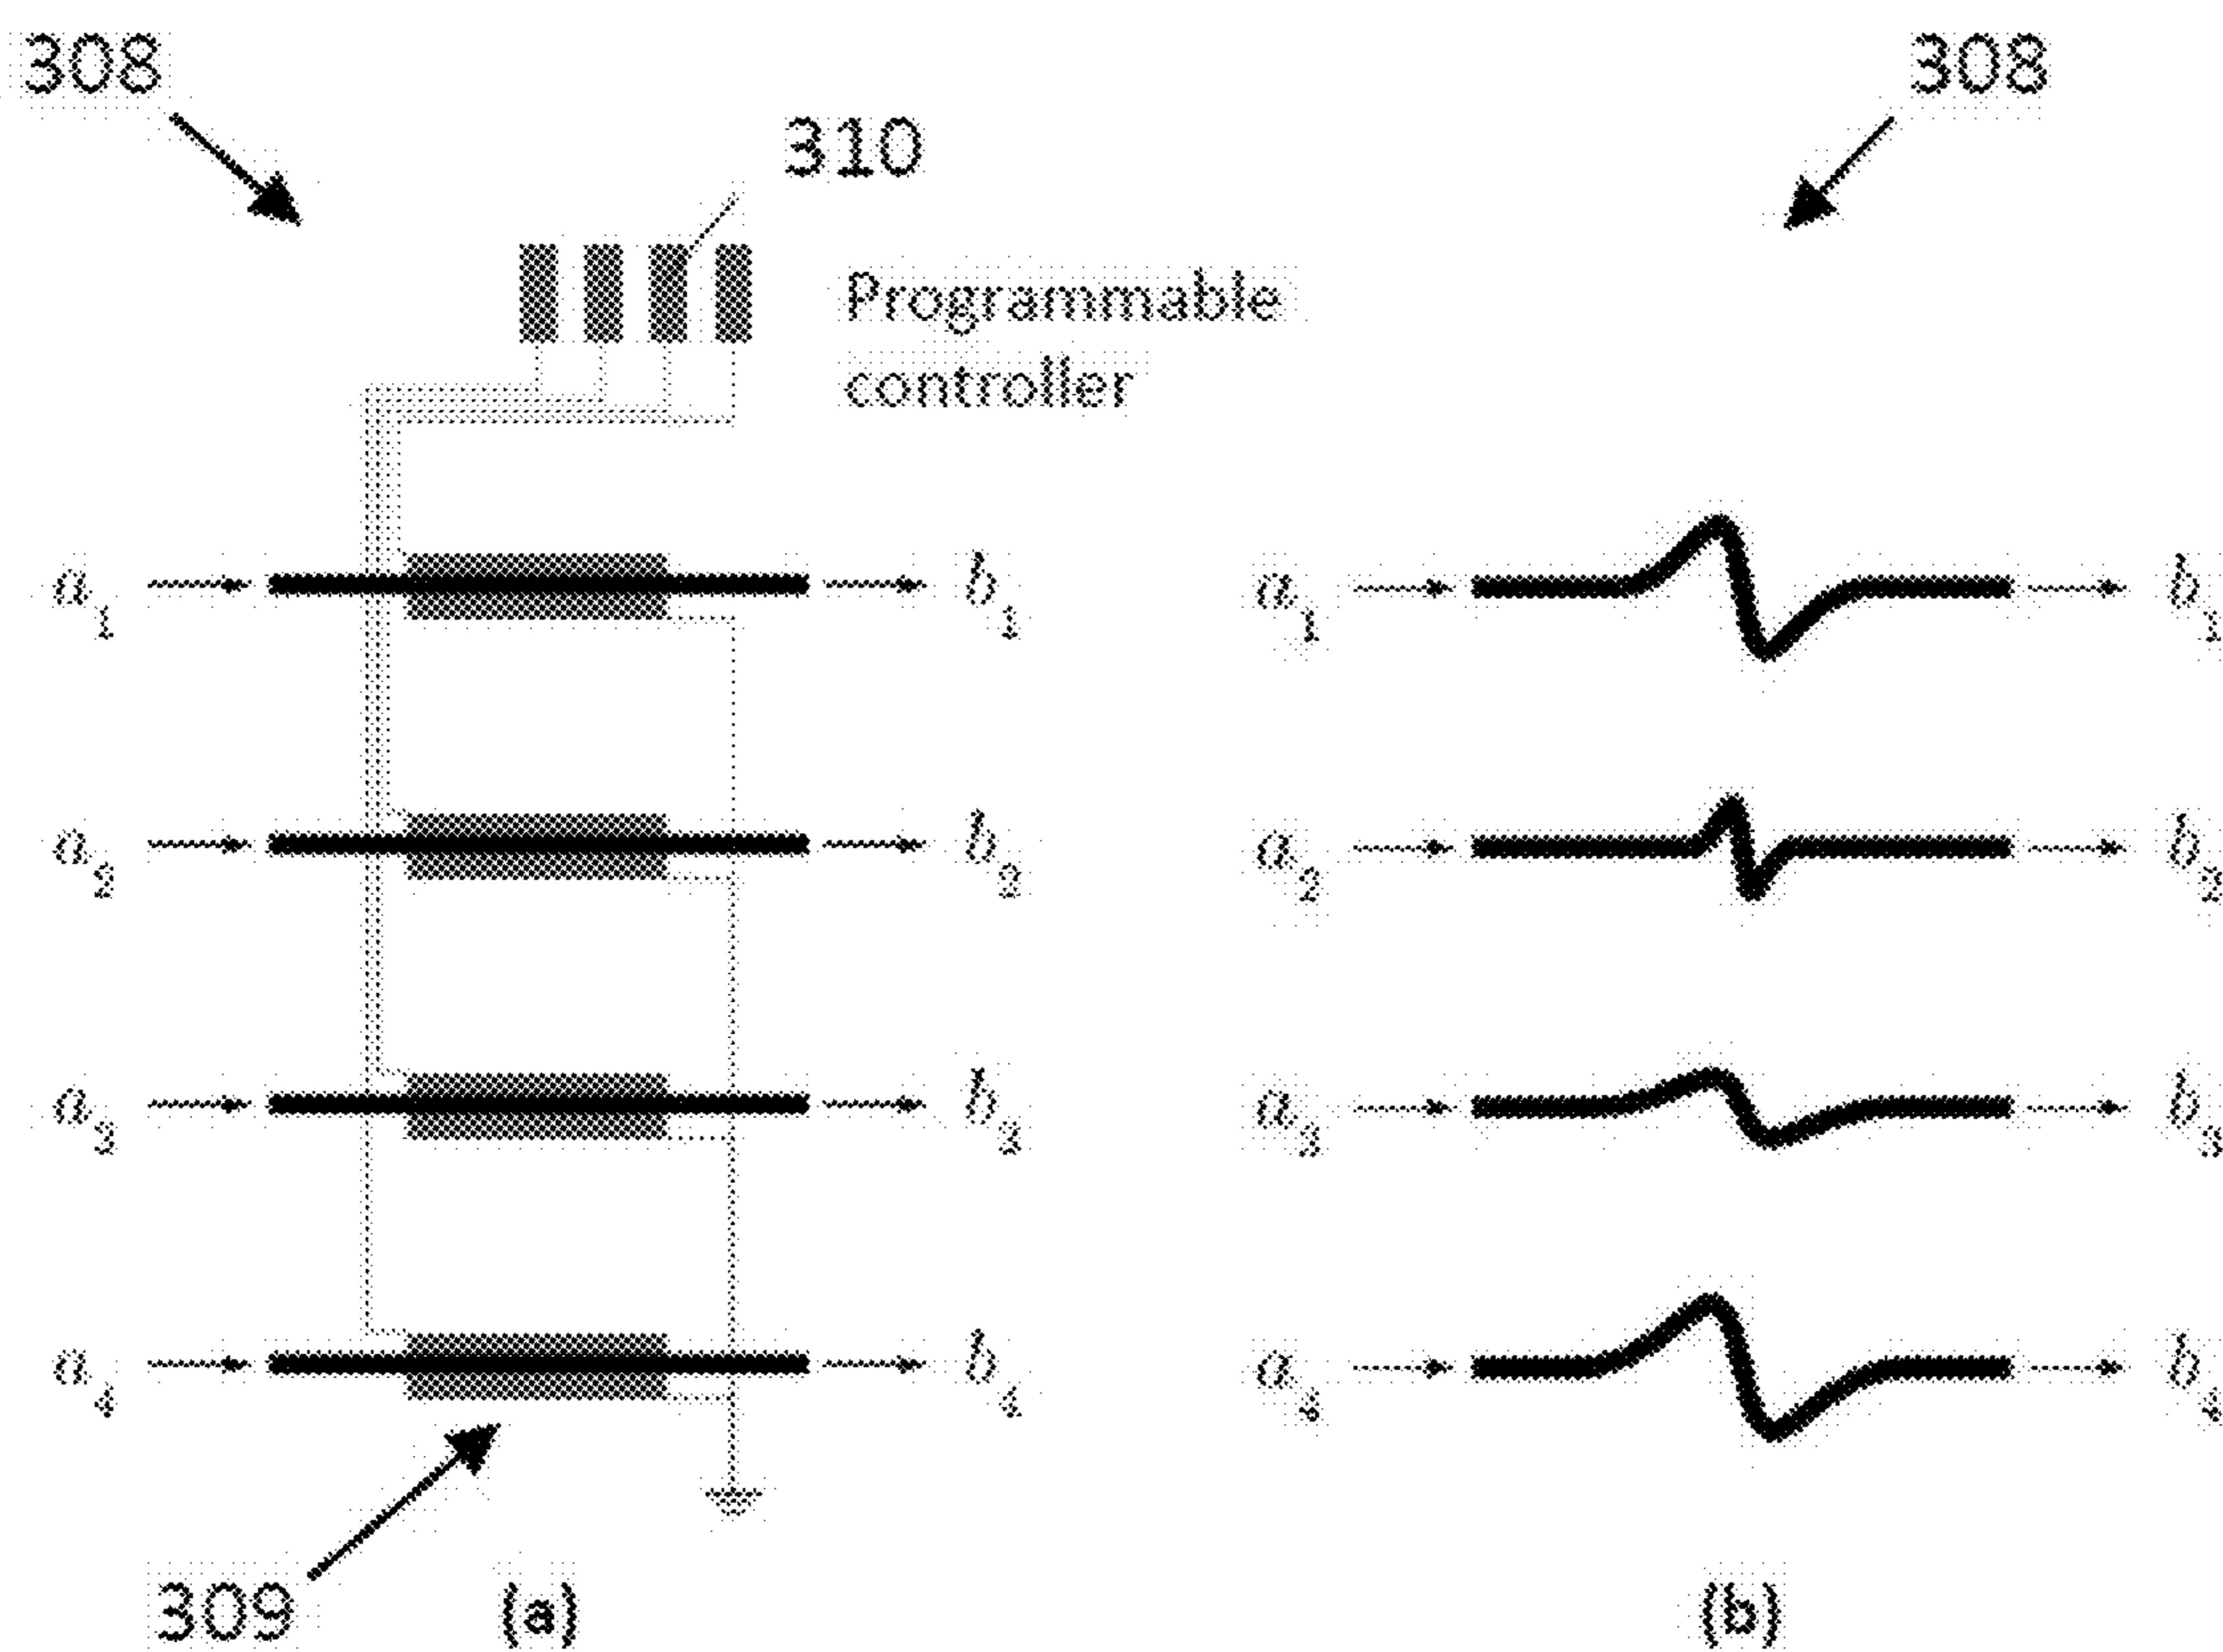 308
308
310
Programmable
controller
a1 b1
a1 b1
a2 b2
a2 b2
a3 b3
a3 b3
a4 b4
a4 b4
309
(a)
(b)